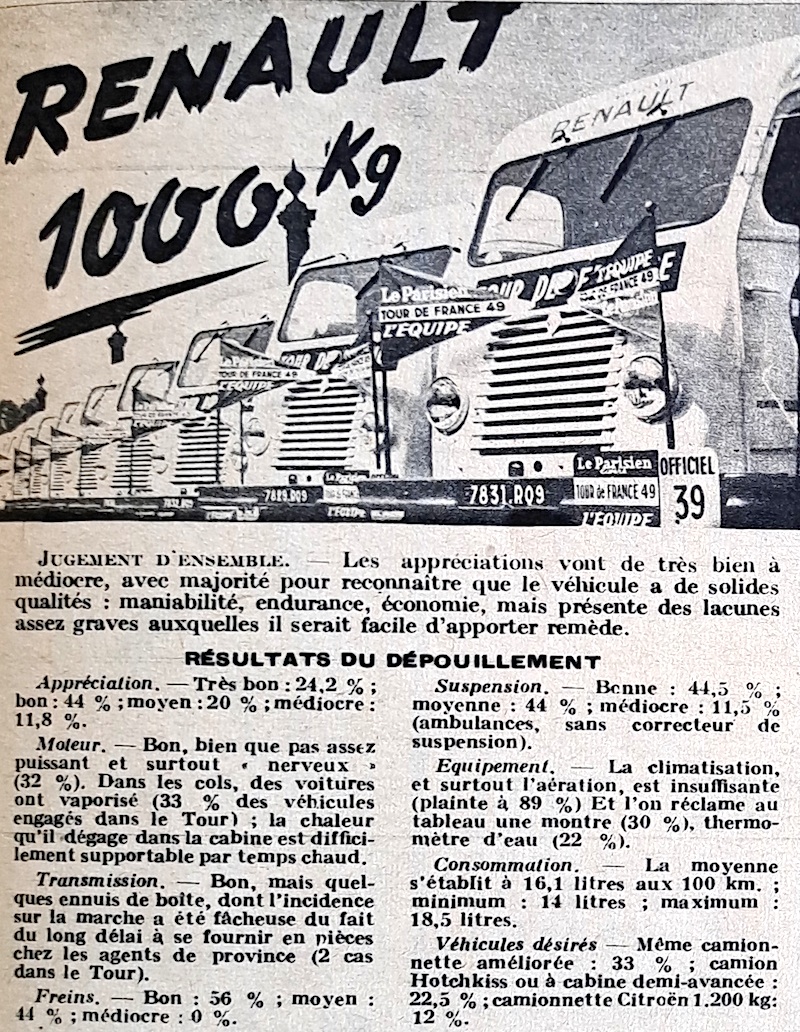 RENAULT
1000 Kg
RENAULT
Le Parisien
TOUR DE FRANCE 49
L'EQUIPE
L'EQUIPE
TOUR DE FRANCE 49
L'EQUIPE
7829.RQ9
7831.RQ9
Le Parisien
TOUR de FRANCE 49
L'EQUIPE
OFFICIEL
39
JUGEMENT D'ENSEMBLE. — Les appréciations vont de très bien à
médiocre, avec majorité pour reconnaître que le véhicule a de solides
qualités : maniabilité, endurance, économie, mais présente des lacunes
assez graves auxquelles il serait facile d'apporter remède.
RÉSULTATS DU DÉPOUILLEMENT
Appréciation. — Très bon : 24,2 % ;
bon : 44 % ; moyen : 20 % ; médiocre :
11,8 %.
Moteur. — Bon, bien que pas assez
puissant et surtout « nerveux »
(32 %). Dans les cols, des voitures
ont vaporisé (33 % des véhicules
engagés dans le Tour) ; la chaleur
qu'il dégage dans la cabine est diffici-
lement supportable par temps chaud.
Transmission. — Bon, mais quel-
ques ennuis de boîte, dont l'incidence
sur la marche a été fâcheuse du fait
du long délai à se fournir en pièces
chez les agents de province (2 cas
dans le Tour).
Freins. — Bon : 56 % ; moyen :
44 % ; médiocre : 0 %.
Suspension. — Bonne : 44,5 % ;
moyenne : 44 % ; médiocre : 11,5 %
(ambulances, sans correcteur de
suspension).
Equipement. — La climatisation,
et surtout l'aération, est insuffisante
(plainte à 89 %) Et l'on réclame au
tableau une montre (30 %), thermo-
mètre d'eau (22 %).
Consommation. — La moyenne
s'établit à 16,1 litres aux 100 km. ;
minimum : 14 litres ; maximum :
18,5 litres.
Véhicules désirés — Même camion-
nette améliorée : 33 % ; camion
Hotchkiss ou à cabine demi-avancée :
22,5 % ; camionnette Citroën 1.200 kg:
12 %.